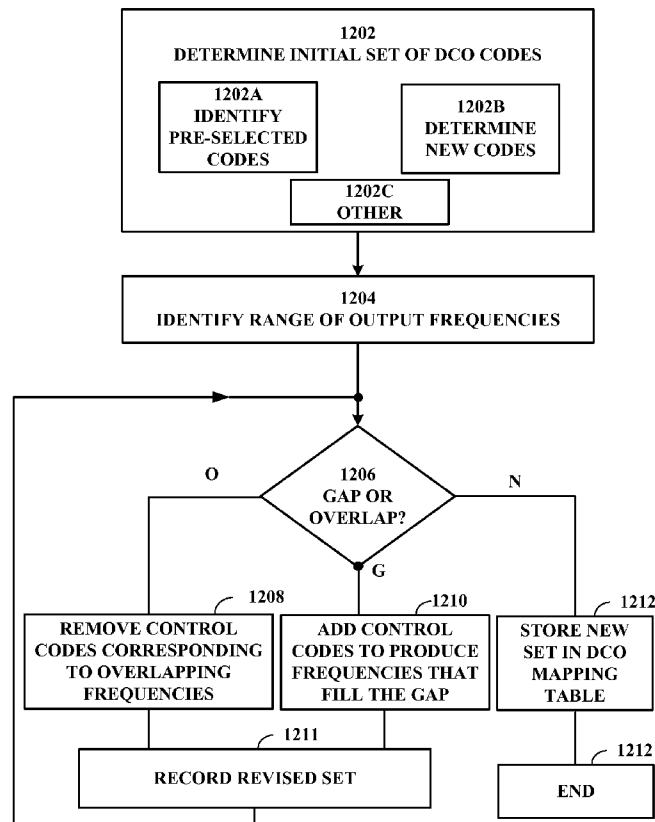 1202
DETERMINE INITIAL SET OF DCO CODES
1202A
IDENTIFY
PRE-SELECTED
CODES
1202B
DETERMINE
NEW CODES
1202C
OTHER
1204
IDENTIFY RANGE OF OUTPUT FREQUENCIES
1206
GAP OR
OVERLAP?
O
N
G
1208
REMOVE CONTROL
CODES CORRESPONDING
TO OVERLAPPING
FREQUENCIES
1210
ADD CONTROL
CODES TO PRODUCE
FREQUENCIES THAT
FILL THE GAP
1212
STORE NEW
SET IN DCO
MAPPING
TABLE
1211
RECORD REVISED SET
1212
END